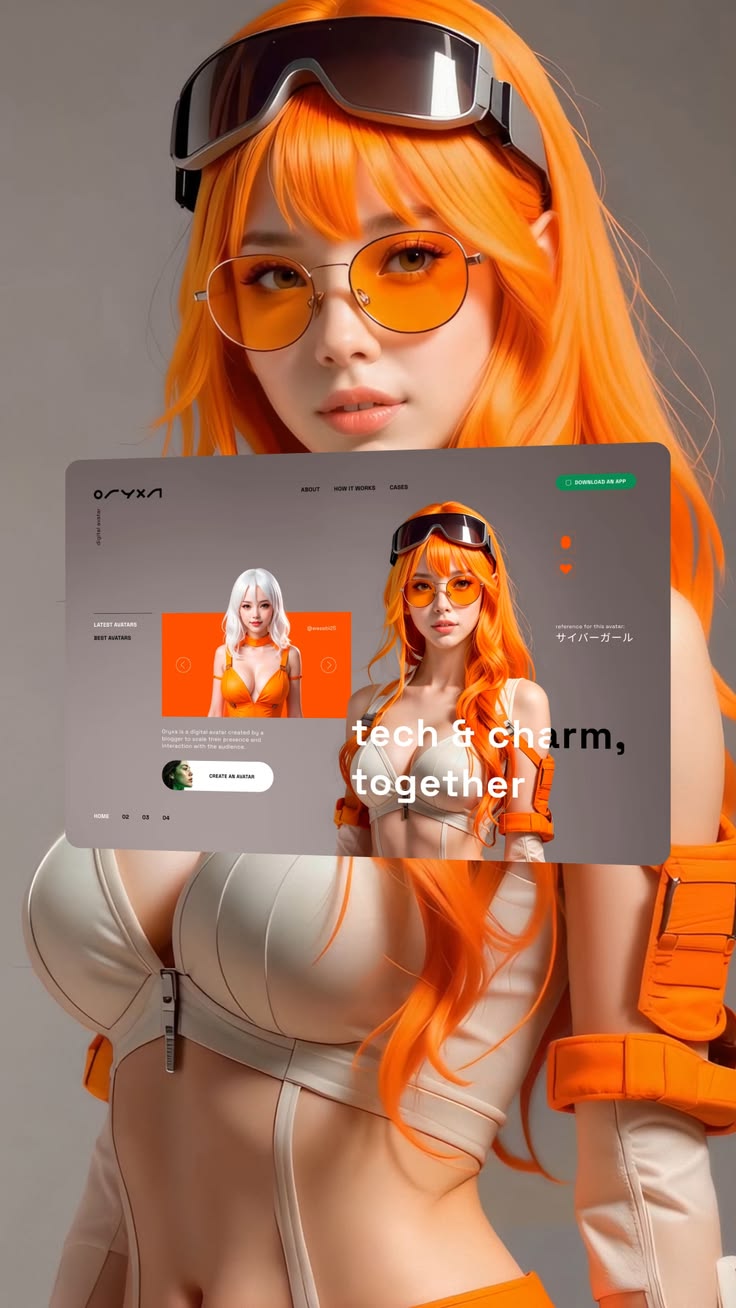 oryxa
ABOUT HOW IT WORKS CASES
DOWNLOAD AN APP
digital avatar
LATEST AVATARS
BEST AVATARS
reference for this avatar:
サイバーガール
Oryxa is a digital avatar created by a
blogger to scale their presence and
interaction with the audience.
CREATE AN AVATAR
tech & charm,
together
HOME 02 03 04